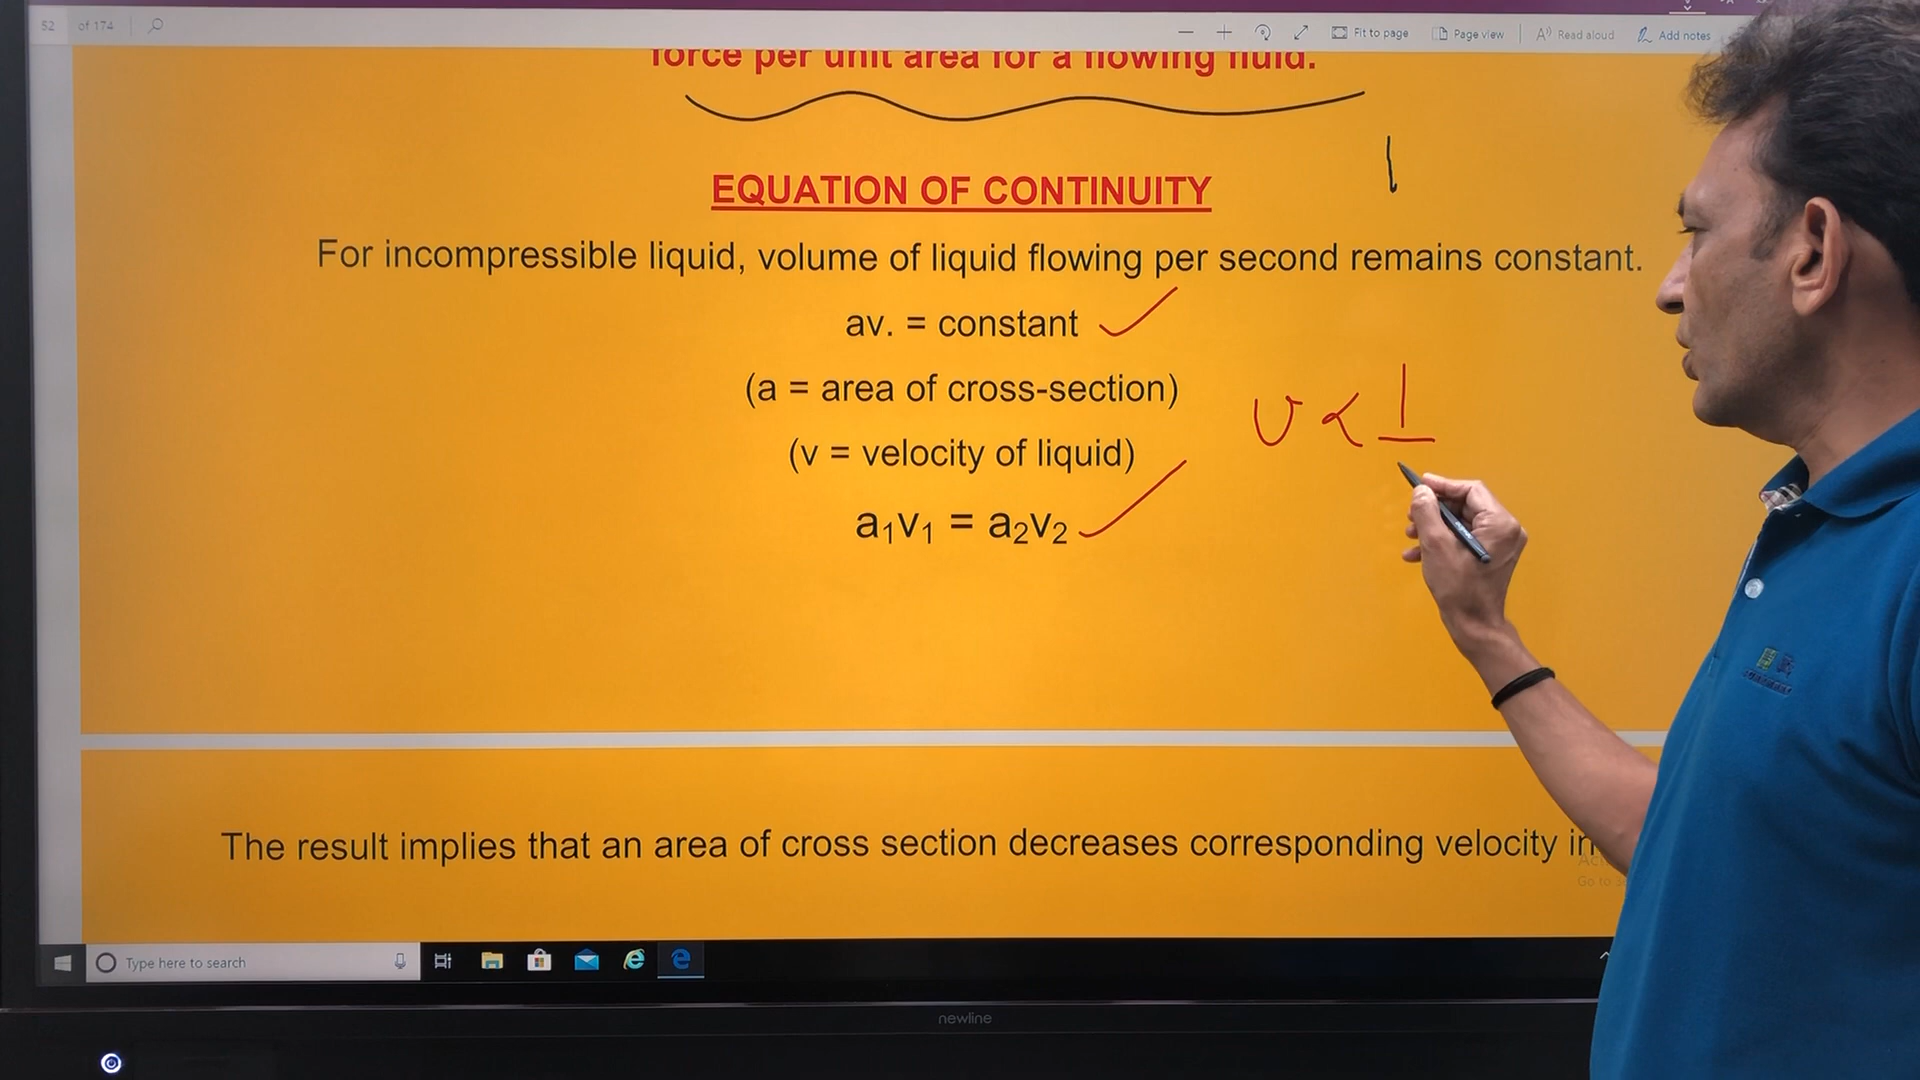 52 of 174
Fit to page Page view Read aloud Add notes
force per unit area for a flowing fluid.
EQUATION OF CONTINUITY
For incompressible liquid, volume of liquid flowing per second remains constant.
av. = constant
(a = area of cross-section)
(v = velocity of liquid)
v ∝ 1
a₁v₁ = a₂v₂
The result implies that an area of cross section decreases corresponding velocity in
Go to
Type here to search
newline